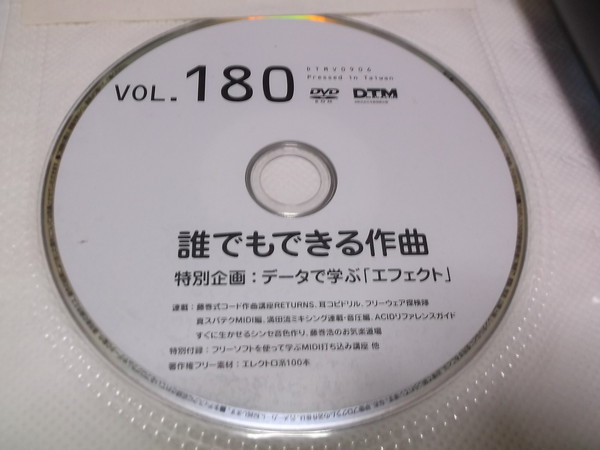 VOL. 180
DTRV0906
Pressed in Taiwan
DVD
ROM
DTM
誰でもできる作曲
特別企画：データで学ぶ「エフェクト」
連載：藤巻式コード作曲講座RETURNS、耳コピドリル、フリーウェア探検隊
真スパテクMIDI編、濱田流ミキシング連載・音圧編、ACIDリファレンスガイド
すぐに生かせるシンセ音色作り、藤巻浩のお気楽道場
特別付録：フリーソフトを使って学ぶMIDI打ち込み講座 他
著作権フリー素材：エレクトロ系100本